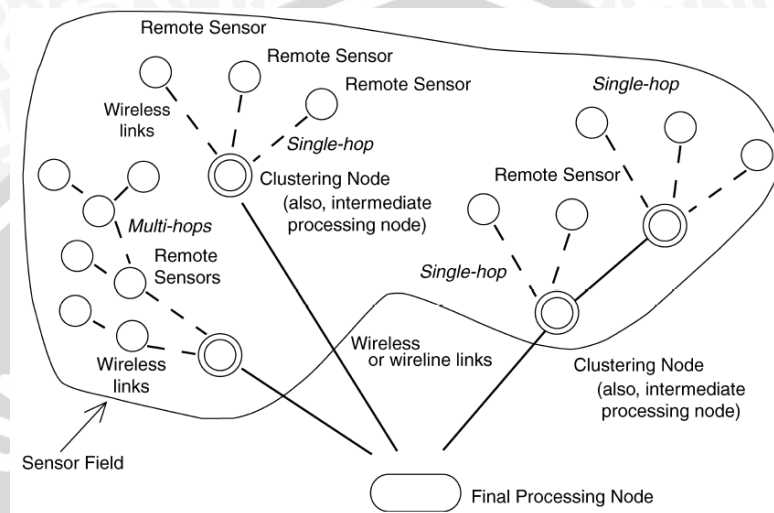 Remote Sensor
Remote Sensor
Remote Sensor
Single-hop
Wireless
links
Single-hop
Clustering Node
(also, intermediate
processing node)
Remote Sensor
Multi-hops
Remote
Sensors
Single-hop
Wireless
or wireline links
Wireless
links
Clustering Node
(also, intermediate
processing node)
Sensor Field
Final Processing Node